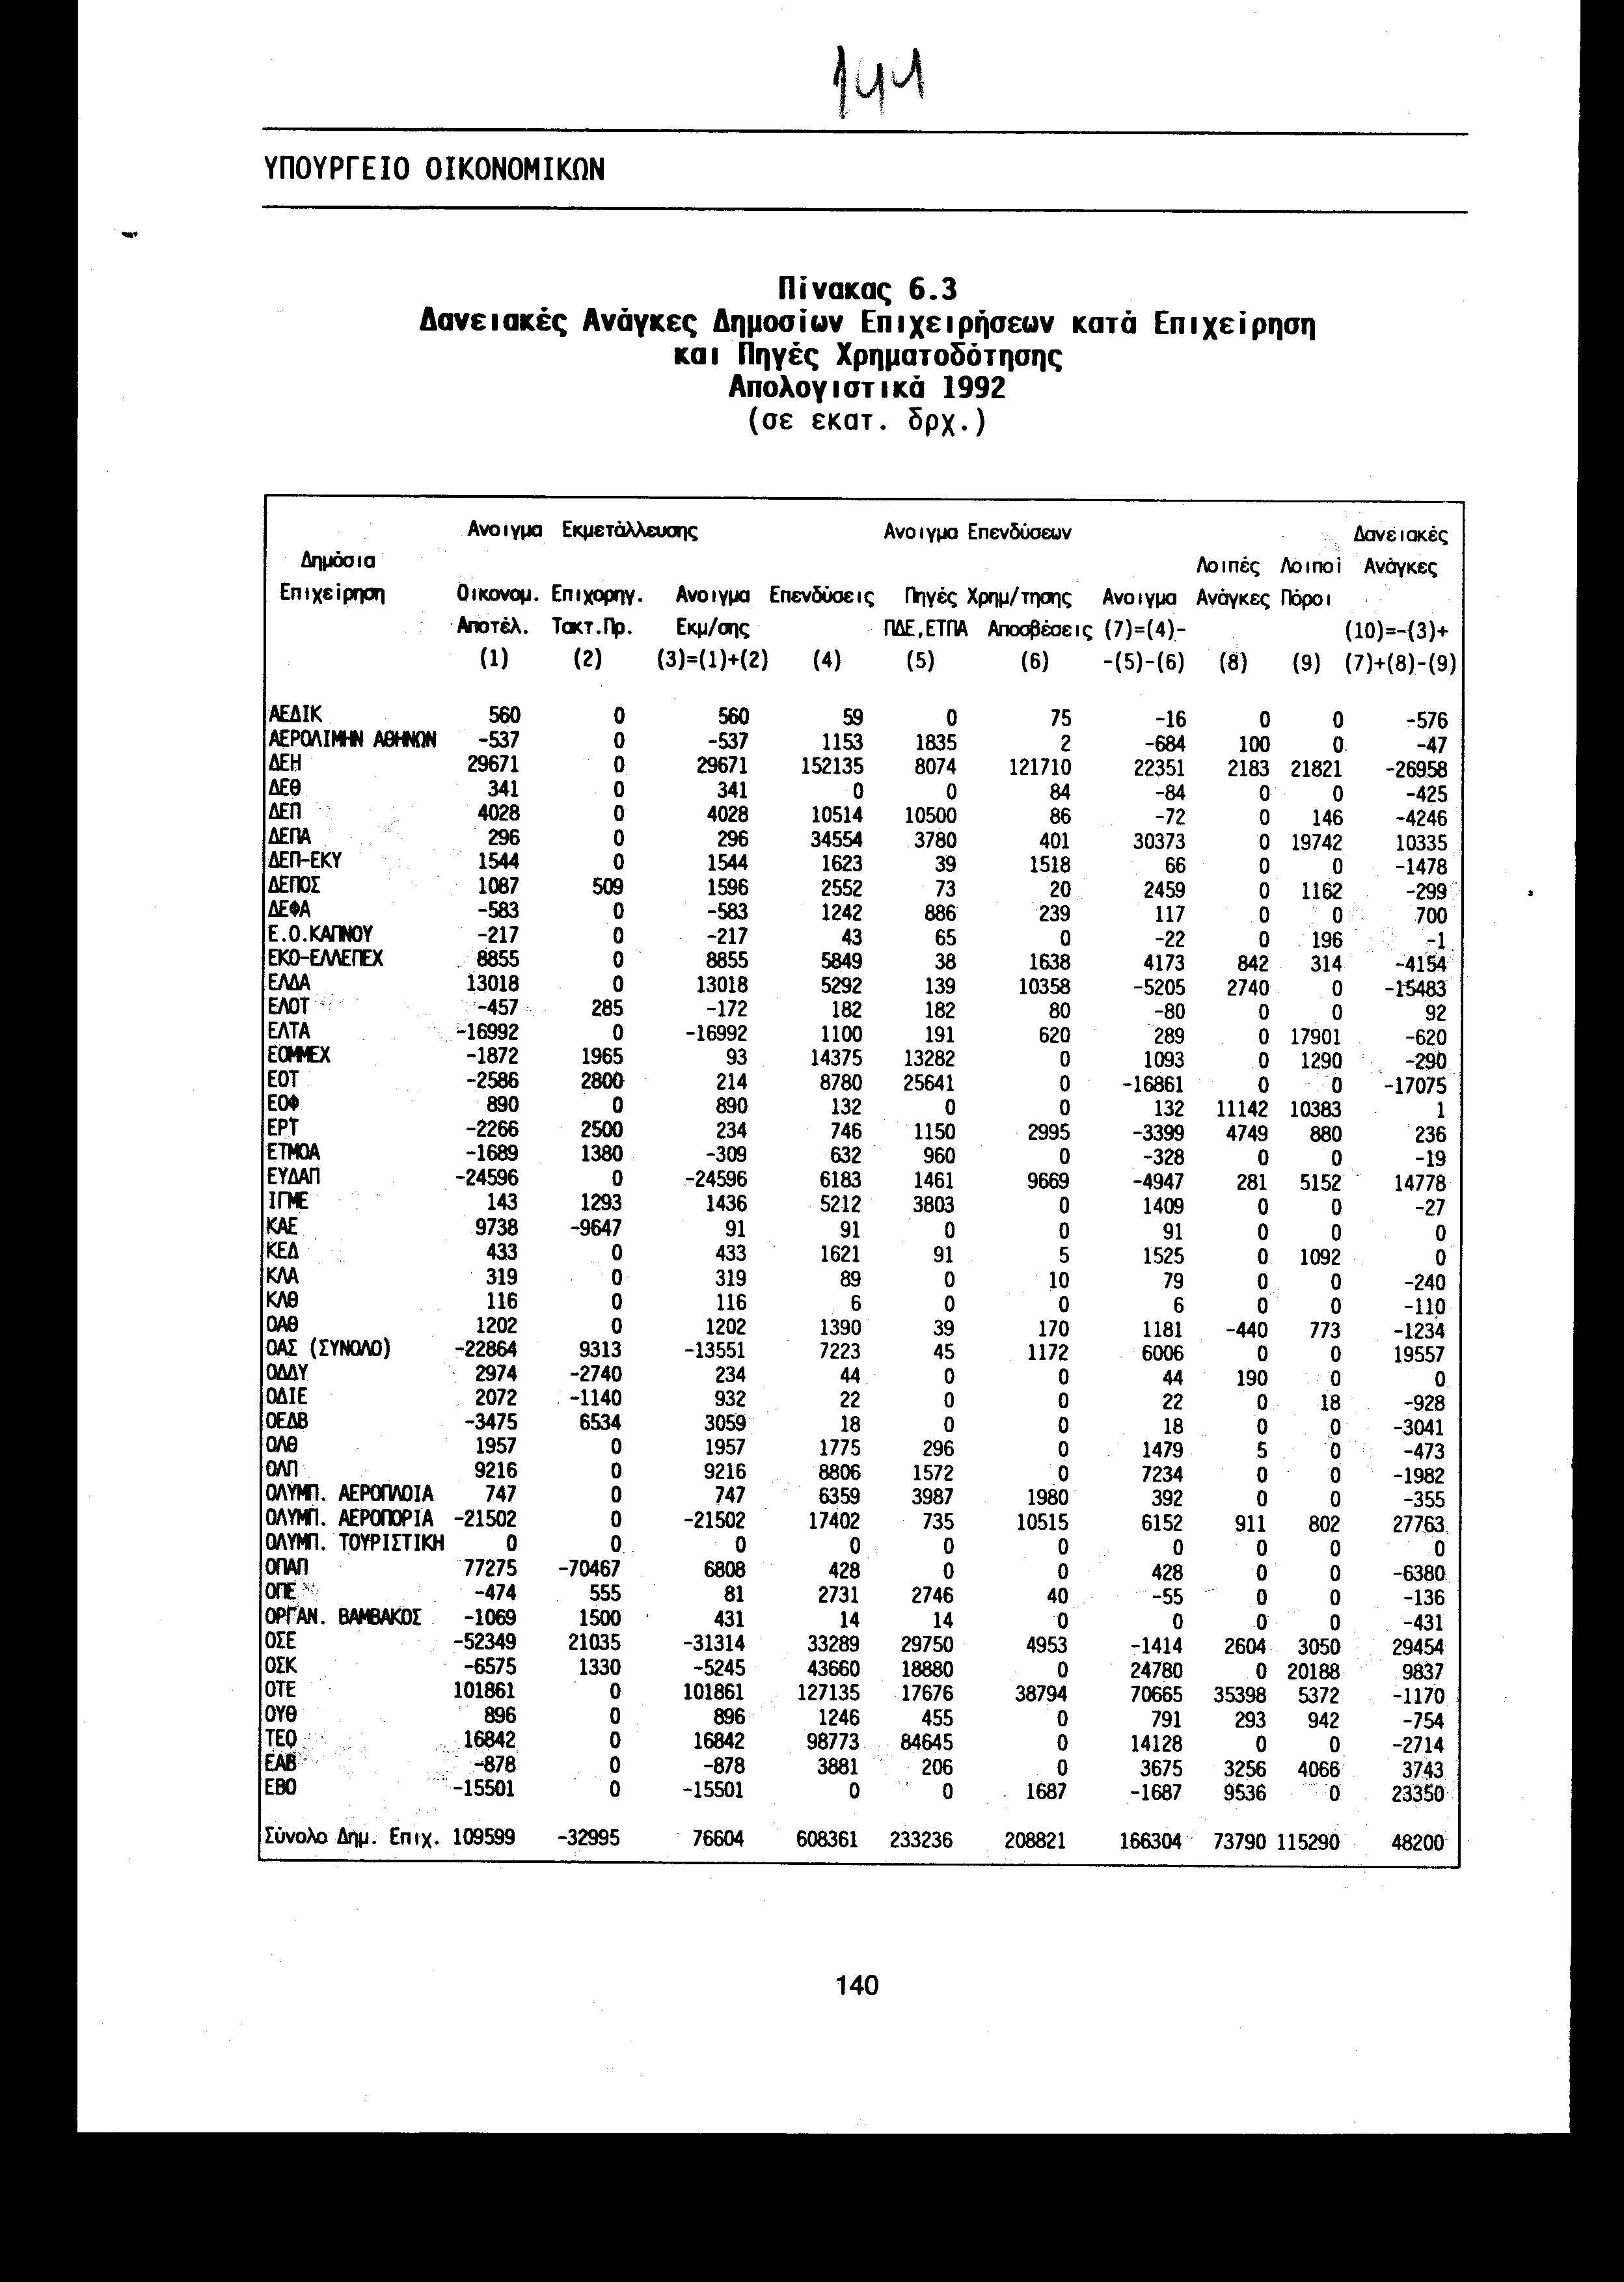 144
ΥΠΟΥΡΓΕΙΟ ΟΙΚΟΝΟΜΙΚΩΝ
Πίνακας 6.3
Δανειακές Ανάγκες Δημοσίων Επιχειρήσεων κατά Επιχείρηση
και Πηγές Χρηματοδότησης
Απολογιστικά 1992
(σε εκατ. δρχ.)
Ανοιγμα Εκμετάλλευσης Ανοιγμα Επενδύσεων Δανειακές
Δημόσια Λοιπές Λοιποί Ανάγκες
Επιχείρηση Οικονομ. Επιχορηγ. Ανοιγμα Επενδύσεις Πηγές Χρημ/τησης Ανοιγμα Ανάγκες Πόροι
Αποτέλ. Τακτ.Πρ. Εκμ/σης ΠΔΕ,ΕΤΠΑ Αποσβέσεις (7)=(4)- (10)=-(3)+
(1) (2) (3)=(1)+(2) (4) (5) (6) -(5)-(6) (8) (9) (7)+(8)-(9)
ΑΕΔΙΚ 560 0 560 59 0 75 -16 0 0 -576
ΑΕΡΟΛΙΜΗΝ ΑΘΗΝΩΝ -537 0 -537 1153 1835 2 -684 100 0 -47
ΔΕΗ 29671 0 29671 152135 8074 121710 22351 2183 21821 -26958
ΔΕΘ 341 0 341 0 0 84 -84 0 0 -425
ΔΕΠ 4028 0 4028 10514 10500 86 -72 0 146 -4246
ΔΕΠΑ 296 0 296 34554 3780 401 30373 0 19742 10335
ΔΕΠ-ΕΚΥ 1544 0 1544 1623 39 1518 66 0 0 -1478
ΔΕΠΟΣ 1087 509 1596 2552 73 20 2459 0 1162 -299
ΔΕΦΑ -583 0 -583 1242 886 239 117 0 0 700
Ε.Ο.ΚΑΠΝΟΥ -217 0 -217 43 65 0 -22 0 196 -1
ΕΚΟ-ΕΛΛΕΠΕΧ 8855 0 8855 5849 38 1638 4173 842 314 -4154
ΕΛΔΑ 13018 0 13018 5292 139 10358 -5205 2740 0 -15483
ΕΛΟΤ -457 285 -172 182 182 80 -80 0 0 92
ΕΛΤΑ -16992 0 -16992 1100 191 620 289 0 17901 -620
ΕΟΜΜΕΧ -1872 1965 93 14375 13282 0 1093 0 1290 -290
ΕΟΤ -2586 2800 214 8780 25641 0 -16861 0 0 -17075
ΕΟΦ 890 0 890 132 0 0 132 11142 10383 1
ΕΡΤ -2266 2500 234 746 1150 2995 -3399 4749 880 236
ΕΤΜΟΑ -1689 1380 -309 632 960 0 -328 0 0 -19
ΕΥΔΑΠ -24596 0 -24596 6183 1461 9669 -4947 281 5152 14778
ΙΓΜΕ 143 1293 1436 5212 3803 0 1409 0 0 -27
ΚΑΕ 9738 -9647 91 91 0 0 91 0 0 0
ΚΕΔ 433 0 433 1621 91 5 1525 0 1092 0
ΚΛΑ 319 0 319 89 0 10 79 0 0 -240
ΚΛΘ 116 0 116 6 0 0 6 0 0 -110
ΟΑΘ 1202 0 1202 1390 39 170 1181 -440 773 -1234
ΟΑΣ (ΣΥΝΟΛΟ) -22864 9313 -13551 7223 45 1172 6006 0 0 19557
ΟΔΔΥ 2974 -2740 234 44 0 0 44 190 0 0
ΟΔΙΕ 2072 -1140 932 22 0 0 22 0 18 -928
ΟΕΔΒ -3475 6534 3059 18 0 0 18 0 0 -3041
ΟΛΘ 1957 0 1957 1775 296 0 1479 5 0 -473
ΟΛΠ 9216 0 9216 8806 1572 0 7234 0 0 -1982
ΟΛΥΜΠ. ΑΕΡΟΠΛΟΙΑ 747 0 747 6359 3987 1980 392 0 0 -355
ΟΛΥΜΠ. ΑΕΡΟΠΟΡΙΑ -21502 0 -21502 17402 735 10515 6152 911 802 27763
ΟΛΥΜΠ. ΤΟΥΡΙΣΤΙΚΗ 0 0 0 0 0 0 0 0 0 0
ΟΠΑΠ 77275 -70467 6808 428 0 0 428 0 0 -6380
ΟΠΕ -474 555 81 2731 2746 40 -55 0 0 -136
ΟΡΓΑΝ. ΒΑΜΒΑΚΟΣ -1069 1500 431 14 14 0 0 0 0 -431
ΟΣΕ -52349 21035 -31314 33289 29750 4953 -1414 2604 3050 29454
ΟΣΚ -6575 1330 -5245 43660 18880 0 24780 0 20188 9837
ΟΤΕ 101861 0 101861 127135 17676 38794 70665 35398 5372 -1170
ΟΥΘ 896 0 896 1246 455 0 791 293 942 -754
ΤΕΟ 16842 0 16842 98773 84645 0 14128 0 0 -2714
ΕΑΒ -878 0 -878 3881 206 0 3675 3256 4066 3743
ΕΒΟ -15501 0 -15501 0 0 1687 -1687 9536 0 23350
Σύνολο Δημ. Επιχ. 109599 -32995 76604 608361 233236 208821 166304 73790 115290 48200
140